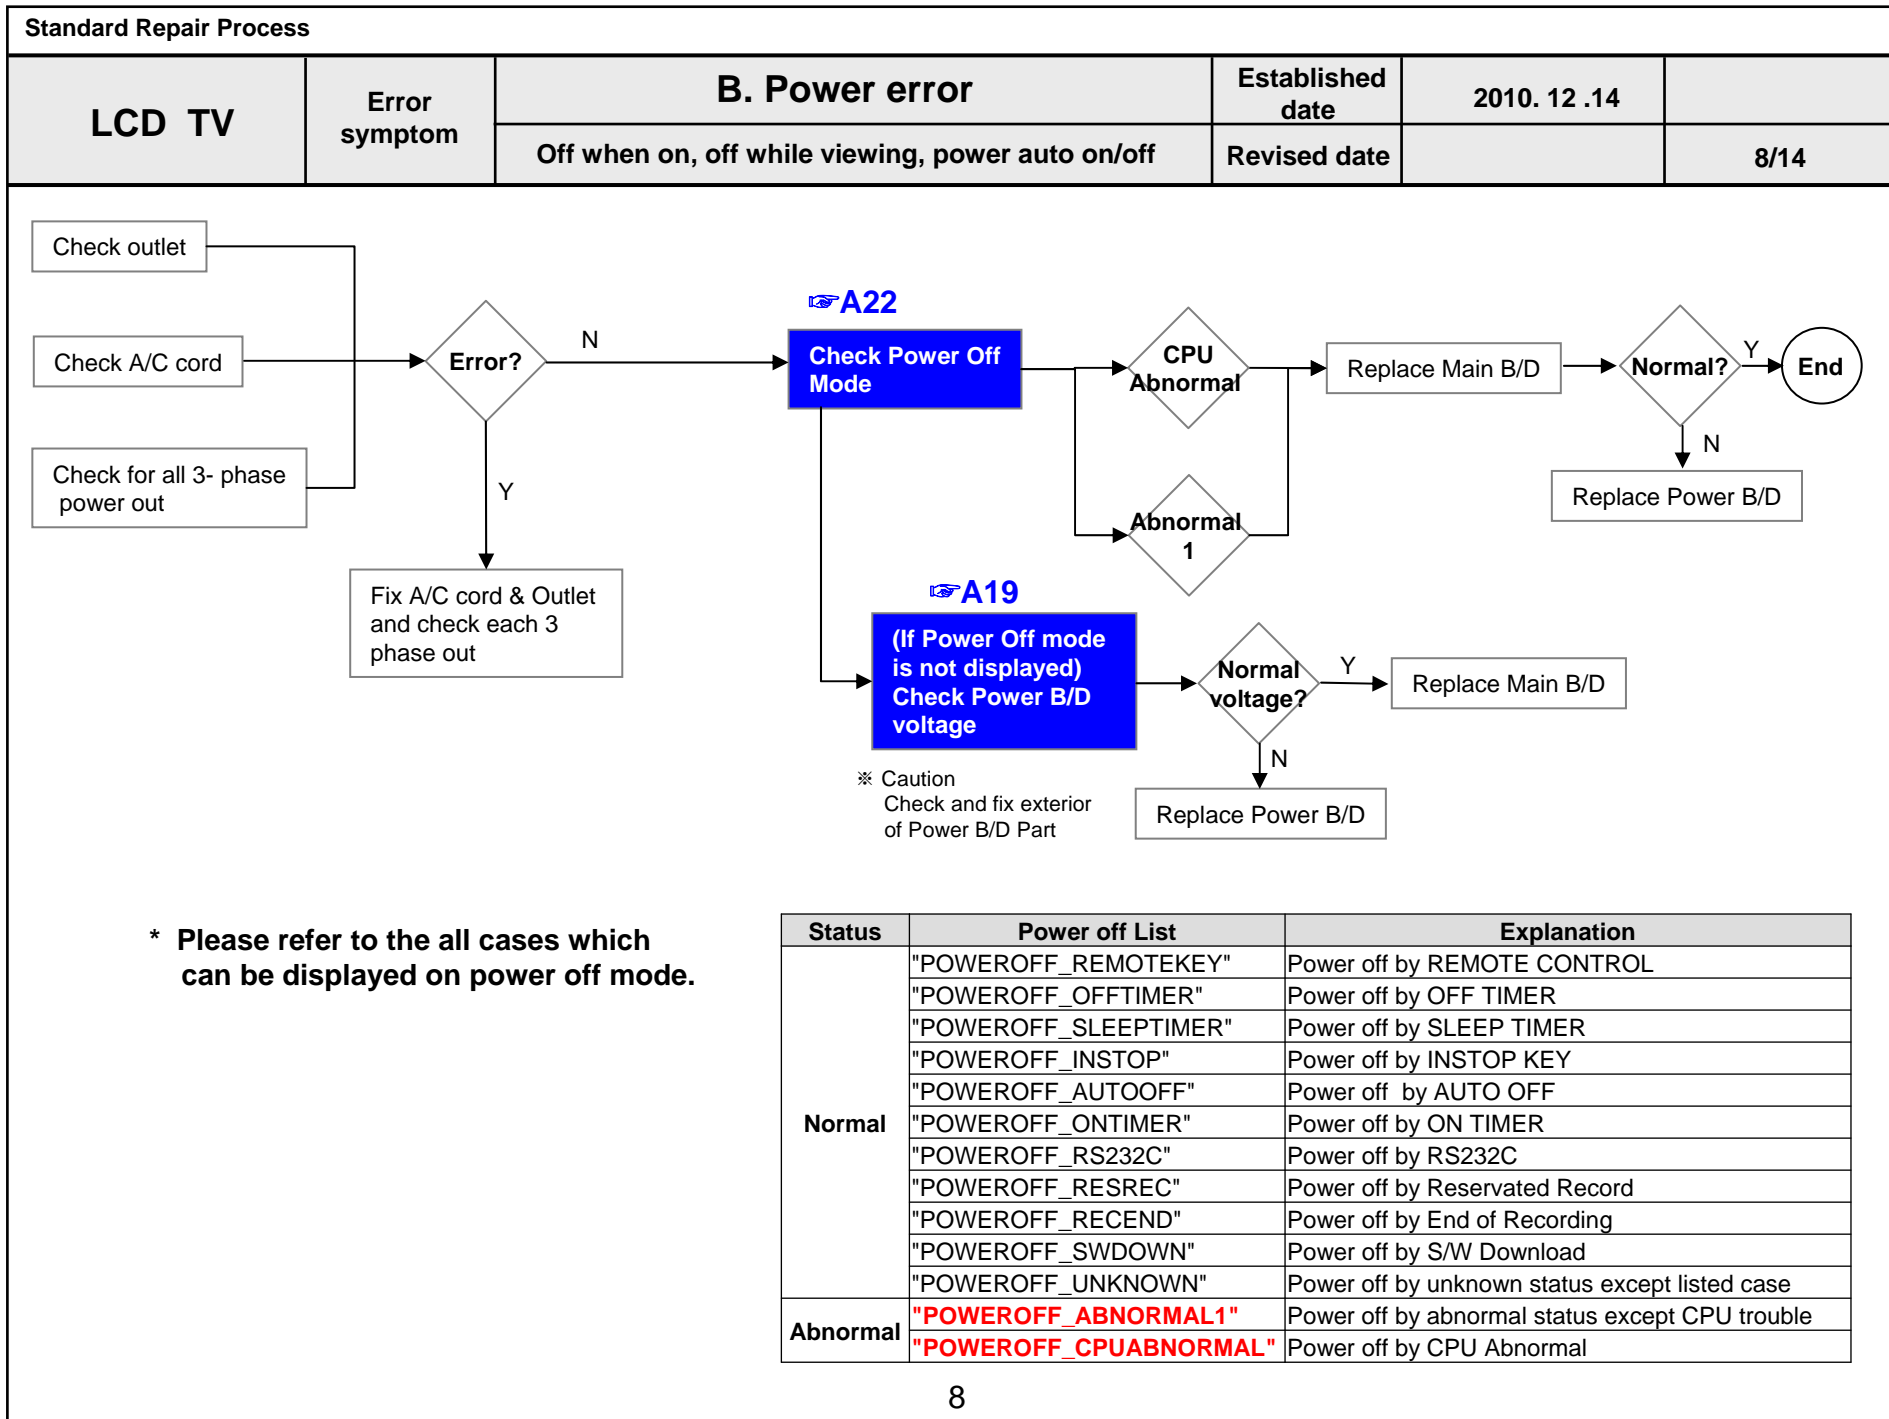 Standard Repair Process
LCD TV
Error
symptom
B. Power error
Established
date
2010. 12 .14
Off when on, off while viewing, power auto on/off
Revised date
8/14
Check outlet
Check A/C cord
Check for all 3- phase
power out
Error?
N
Y
Fix A/C cord & Outlet
and check each 3
phase out
☞A22
Check Power Off
Mode
CPU
Abnormal
Abnormal
1
Replace Main B/D
Normal?
Y
End
N
Replace Power B/D
☞A19
(If Power Off mode
is not displayed)
Check Power B/D
voltage
Normal
voltage?
Y
Replace Main B/D
N
Replace Power B/D
※ Caution
Check and fix exterior
of Power B/D Part
* Please refer to the all cases which
can be displayed on power off mode.
Status Power off List Explanation
Normal
"POWEROFF_REMOTEKEY" Power off by REMOTE CONTROL
"POWEROFF_OFFTIMER" Power off by OFF TIMER
"POWEROFF_SLEEPTIMER" Power off by SLEEP TIMER
"POWEROFF_INSTOP" Power off by INSTOP KEY
"POWEROFF_AUTOOFF" Power off by AUTO OFF
"POWEROFF_ONTIMER" Power off by ON TIMER
"POWEROFF_RS232C" Power off by RS232C
"POWEROFF_RESREC" Power off by Reservated Record
"POWEROFF_RECEND" Power off by End of Recording
"POWEROFF_SWDOWN" Power off by S/W Download
"POWEROFF_UNKNOWN" Power off by unknown status except listed case
Abnormal
"POWEROFF_ABNORMAL1" Power off by abnormal status except CPU trouble
"POWEROFF_CPUABNORMAL" Power off by CPU Abnormal
8